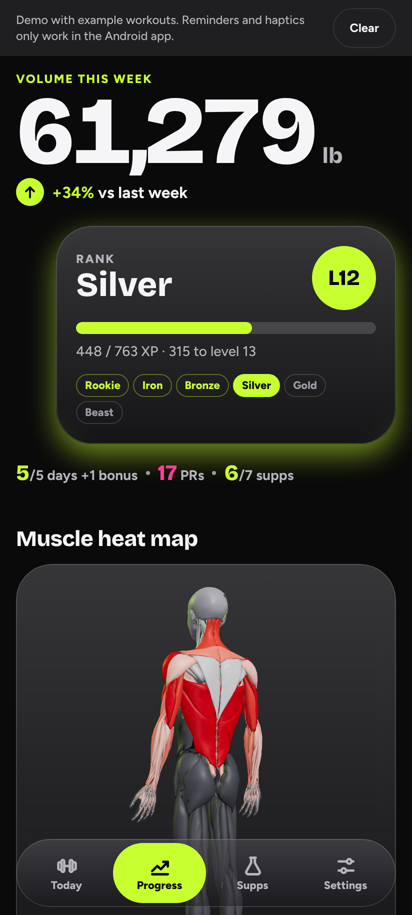 Demo with example workouts. Reminders and haptics
only work in the Android app.
Clear
VOLUME THIS WEEK
61,279 lb
+34% vs last week
RANK
Silver
L12
448 / 763 XP · 315 to level 13
Rookie Iron Bronze Silver Gold
Beast
5/5 days +1 bonus • 17 PRs • 6/7 supps
Muscle heat map
Today Progress Supps Settings